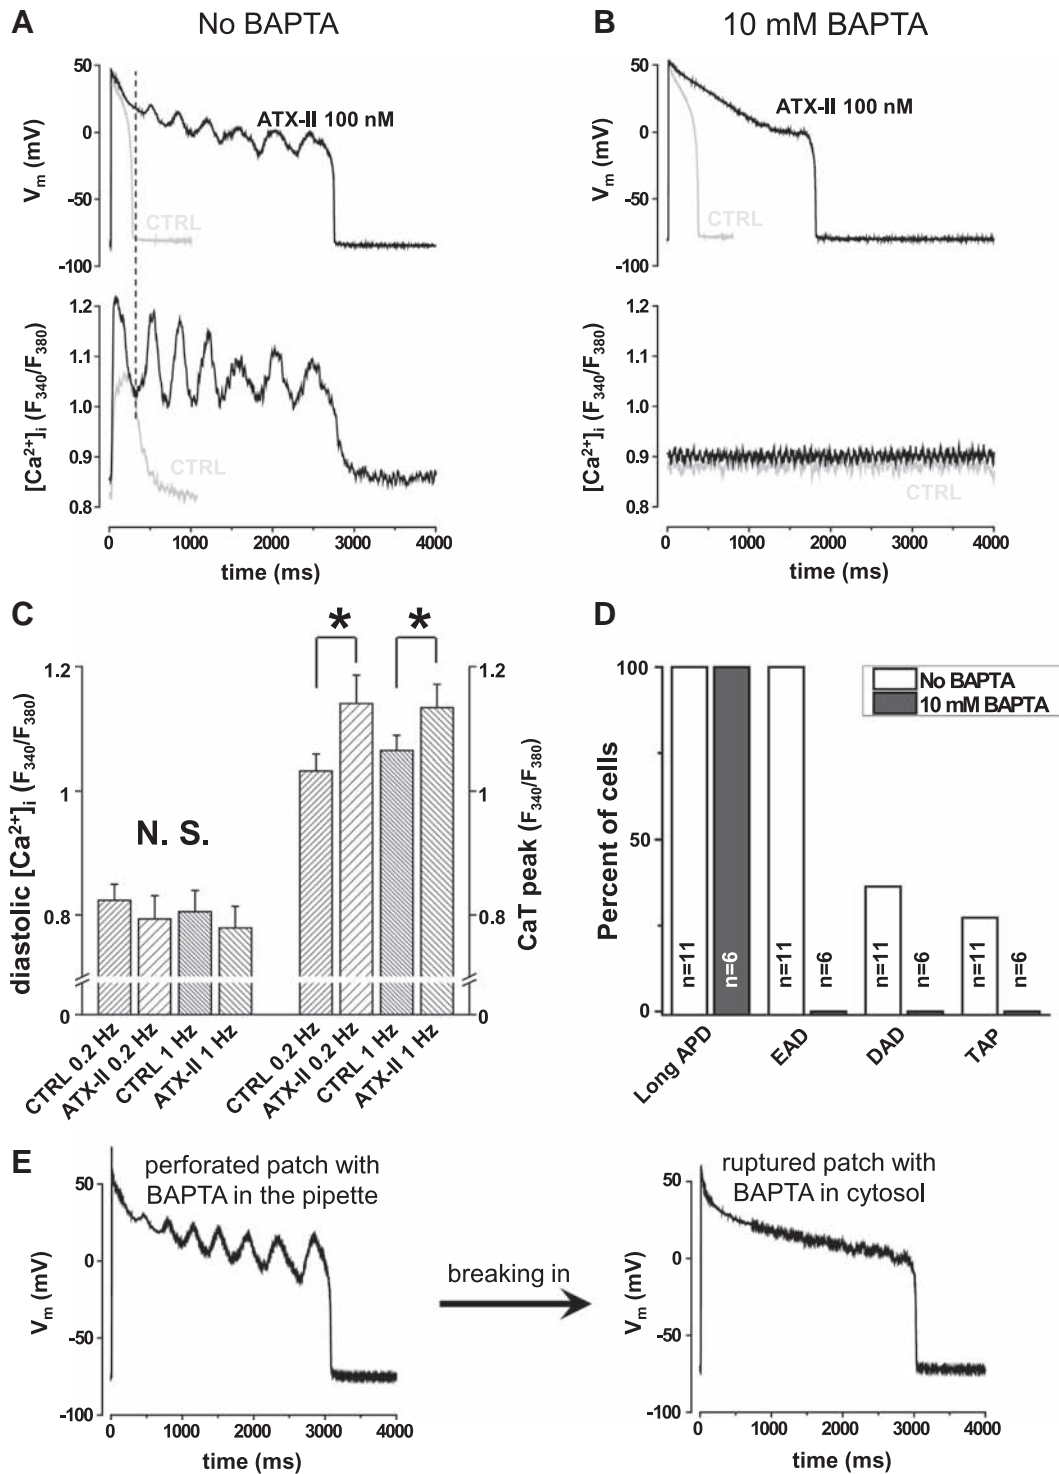 A
No BAPTA
50
0
-50
-100
Vm (mV)
ATX-II 100 nM
CTRL
1.2
1.1
1.0
0.9
0.8
[Ca2+]i (F340/F380)
CTRL
0
1000
2000
3000
4000
time (ms)
B
10 mM BAPTA
50
0
-50
-100
Vm (mV)
ATX-II 100 nM
CTRL
1.2
1.1
1.0
0.9
0.8
[Ca2+]i (F340/F380)
CTRL
0
1000
2000
3000
4000
time (ms)
C
diastolic [Ca2+]i (F340/F380)
1.2
1
0.8
0
N. S.
*
*
1.2
1
0.8
0
CaT peak (F340/F380)
CTRL 0.2 Hz
ATX-II 0.2 Hz
CTRL 1 Hz
ATX-II 1 Hz
CTRL 0.2 Hz
ATX-II 0.2 Hz
CTRL 1 Hz
ATX-II 1 Hz
D
Percent of cells
100
50
0
No BAPTA
10 mM BAPTA
n=11
n=6
n=11
n=6
n=11
n=6
n=11
n=6
Long APD
EAD
DAD
TAP
E
perforated patch with
BAPTA in the pipette
50
0
-50
-100
Vm (mV)
0
1000
2000
3000
4000
time (ms)
breaking in
ruptured patch with
BAPTA in cytosol
50
0
-50
-100
Vm (mV)
0
1000
2000
3000
4000
time (ms)